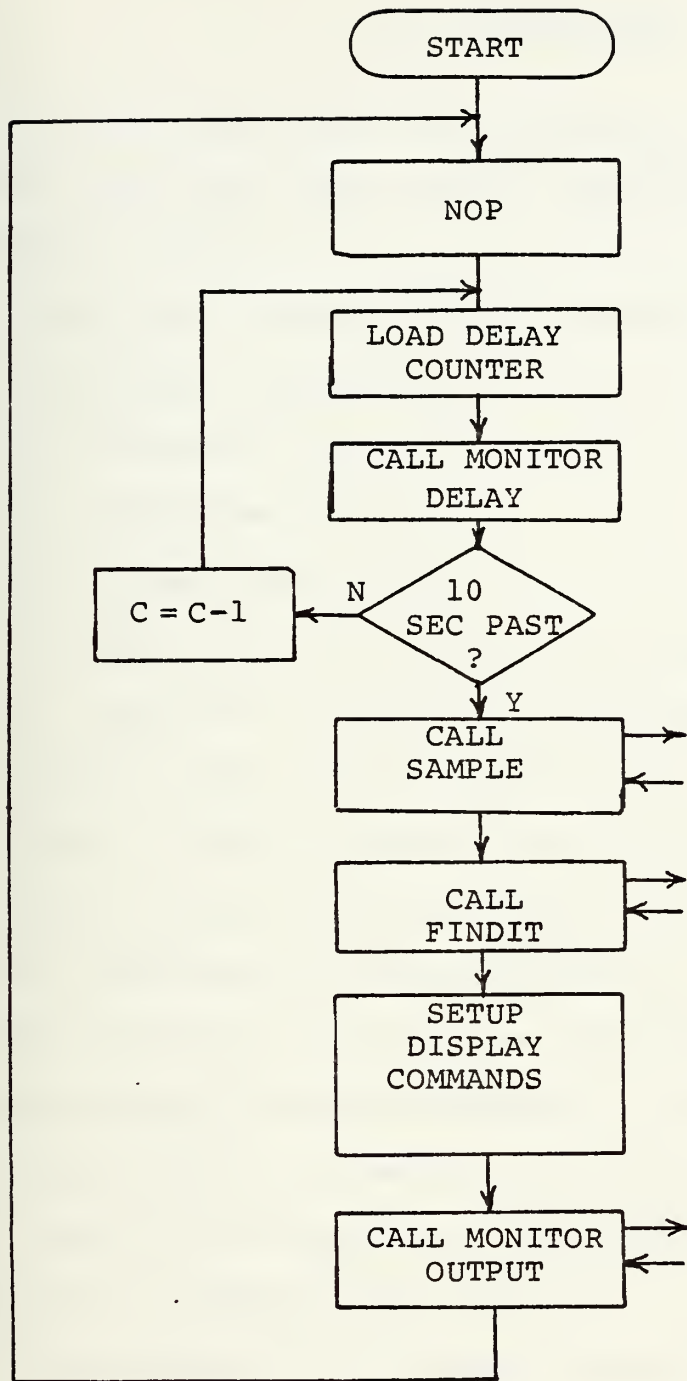 START
NOP
LOAD DELAY
COUNTER
CALL MONITOR
DELAY
10
SEC PAST
?
N
C = C-1
Y
CALL
SAMPLE
CALL
FINDIT
SETUP
DISPLAY
COMMANDS
CALL MONITOR
OUTPUT